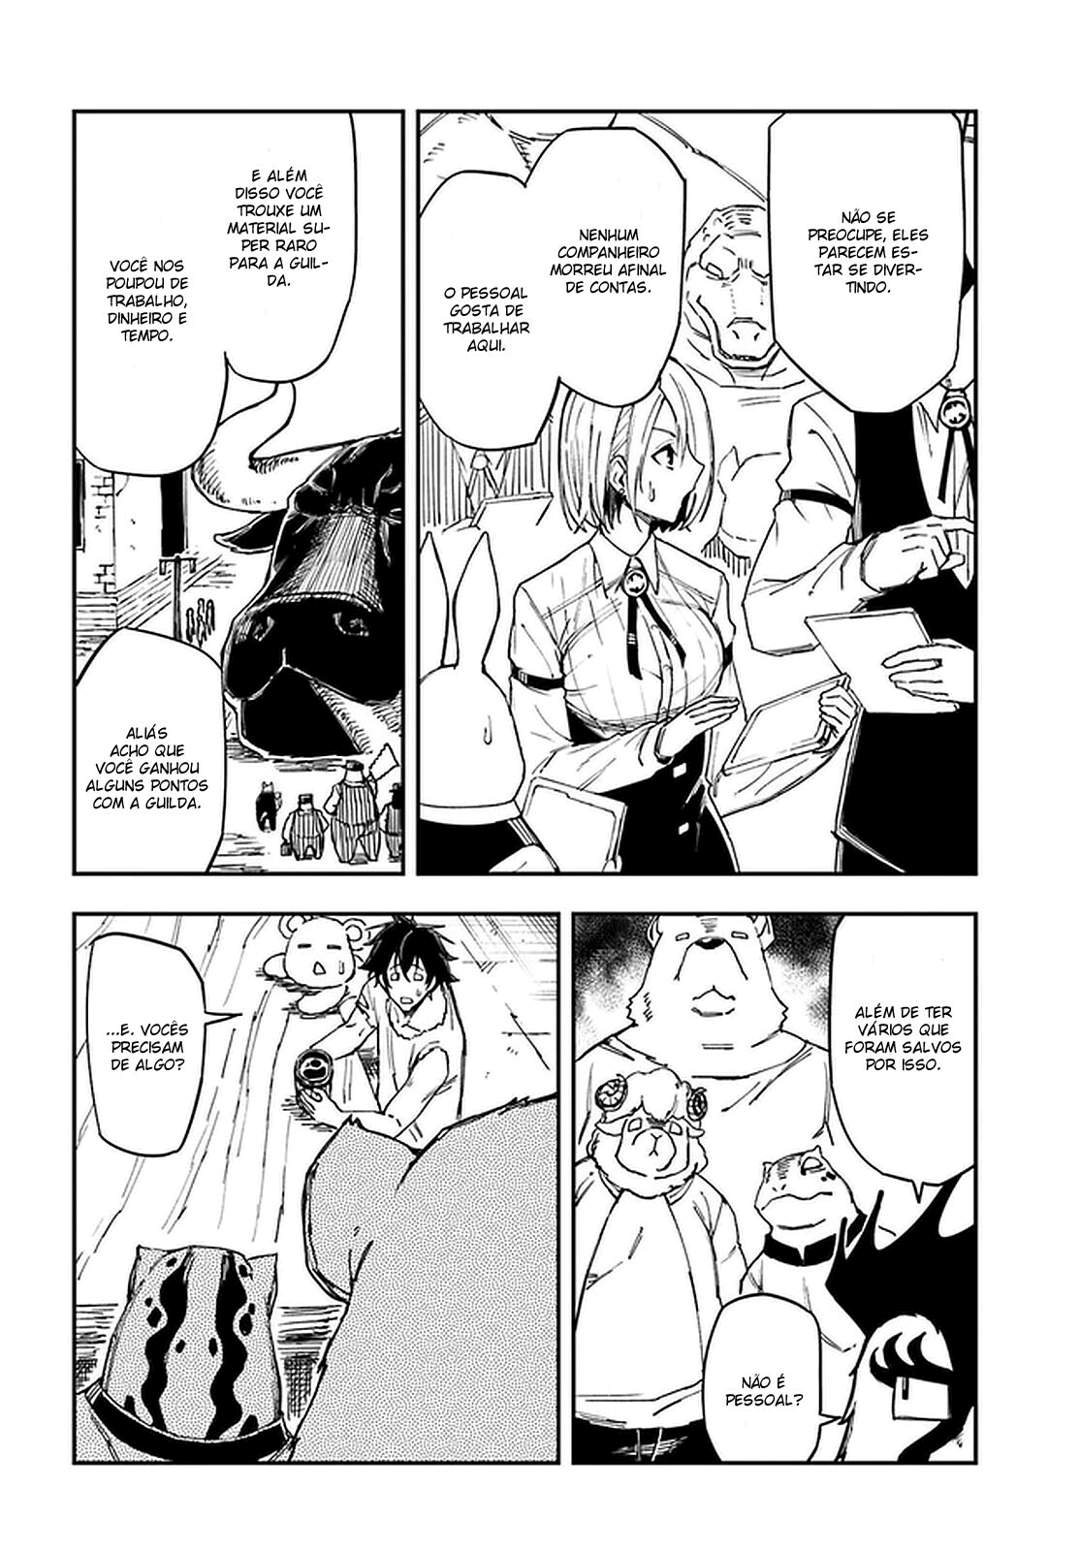 NÃO SE
PREOCUPE, ELES
PARECEM ES-
TAR SE DIVER-
TINDO.
NENHUM
COMPANHEIRO
MORREU AFINAL
DE CONTAS.
O PESSOAL
GOSTA DE
TRABALHAR
AQUI.
E ALÉM
DISSO VOCÊ
TROUXE UM
MATERIAL SU-
PER RARO
PARA A GUIL-
DA.
VOCÊ NOS
POUPOU DE
TRABALHO,
DINHEIRO E
TEMPO.
ALIÁS
ACHO QUE
VOCÊ GANHOU
ALGUNS PONTOS
COM A GUILDA.
ALÉM DE TER
VÁRIOS QUE
FORAM SALVOS
POR ISSO.
NÃO É
PESSOAL?
...E. VOCÊS
PRECISAM
DE ALGO?